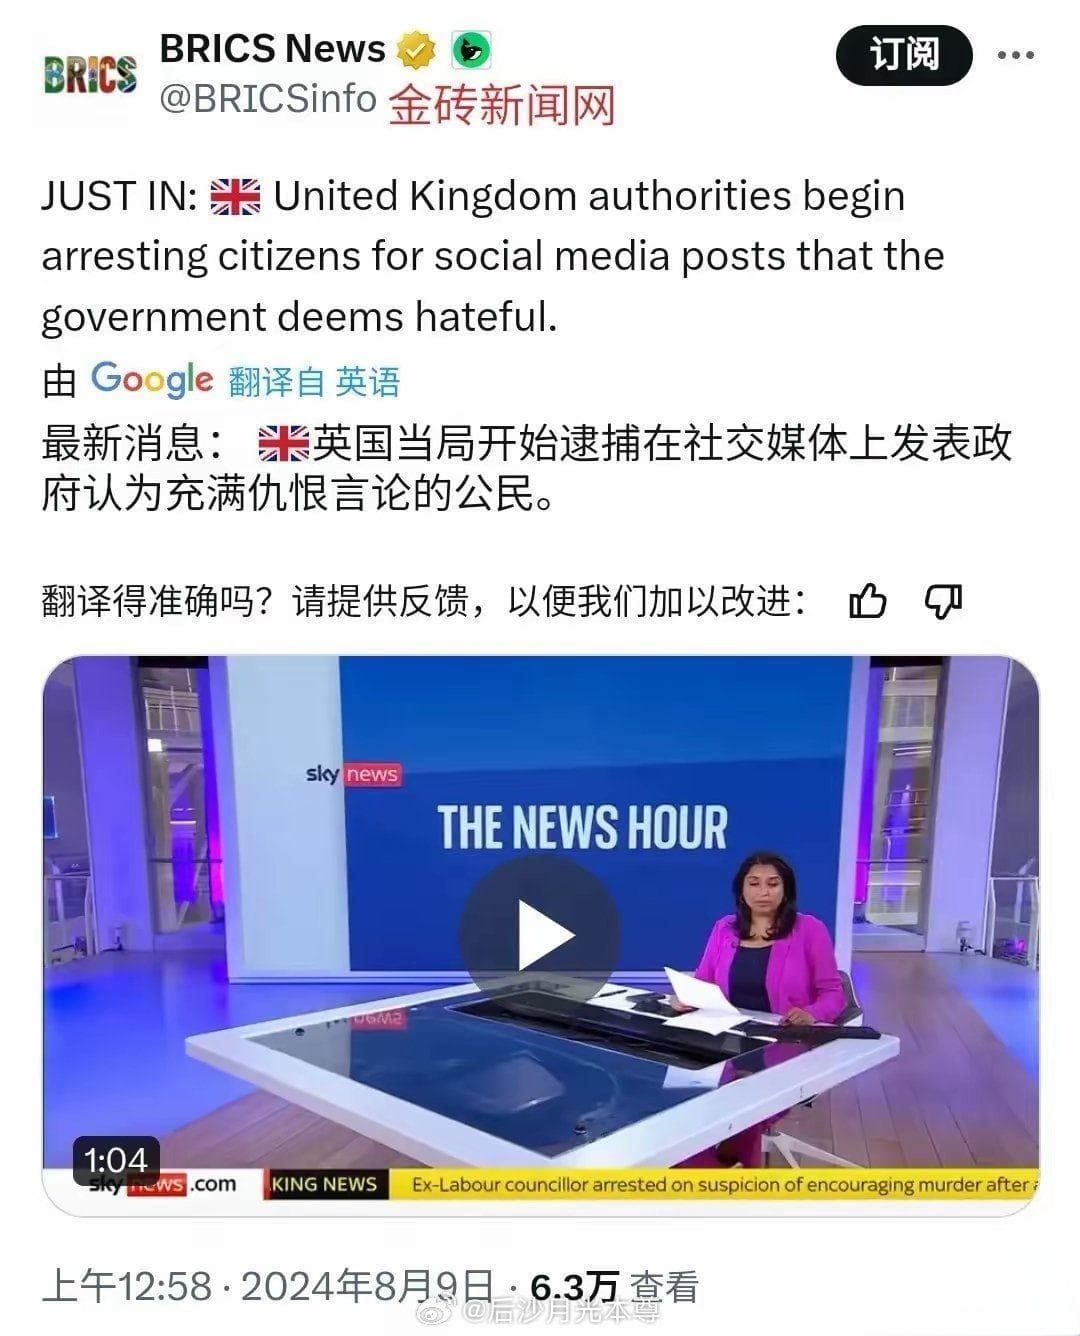 BRICS
BRICS News
@BRICSinfo 金砖新闻网
订阅
JUST IN: 🇬🇧 United Kingdom authorities begin
arresting citizens for social media posts that the
government deems hateful.
由 Google 翻译自 英语
最新消息： 🇬🇧英国当局开始逮捕在社交媒体上发表政
府认为充满仇恨言论的公民。
翻译得准确吗？请提供反馈，以便我们加以改进：
sky news
THE NEWS HOUR
1:04
sky news.com
KING NEWS
Ex-Labour councillor arrested on suspicion of encouraging murder after
上午12:58 · 2024年8月9日 · 6.3万 查看
@后沙月光本尊